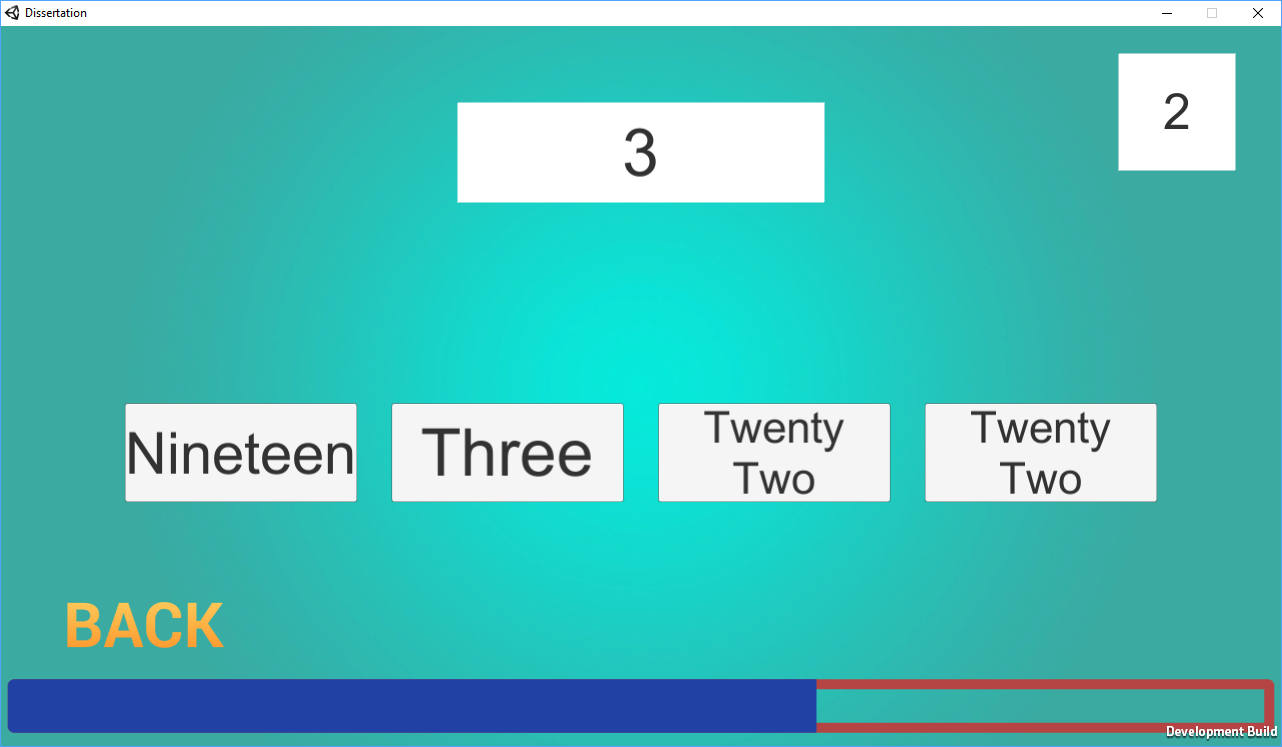 Dissertation
2
3
Nineteen
Three
Twenty
Two
Twenty
Two
BACK
Development Build